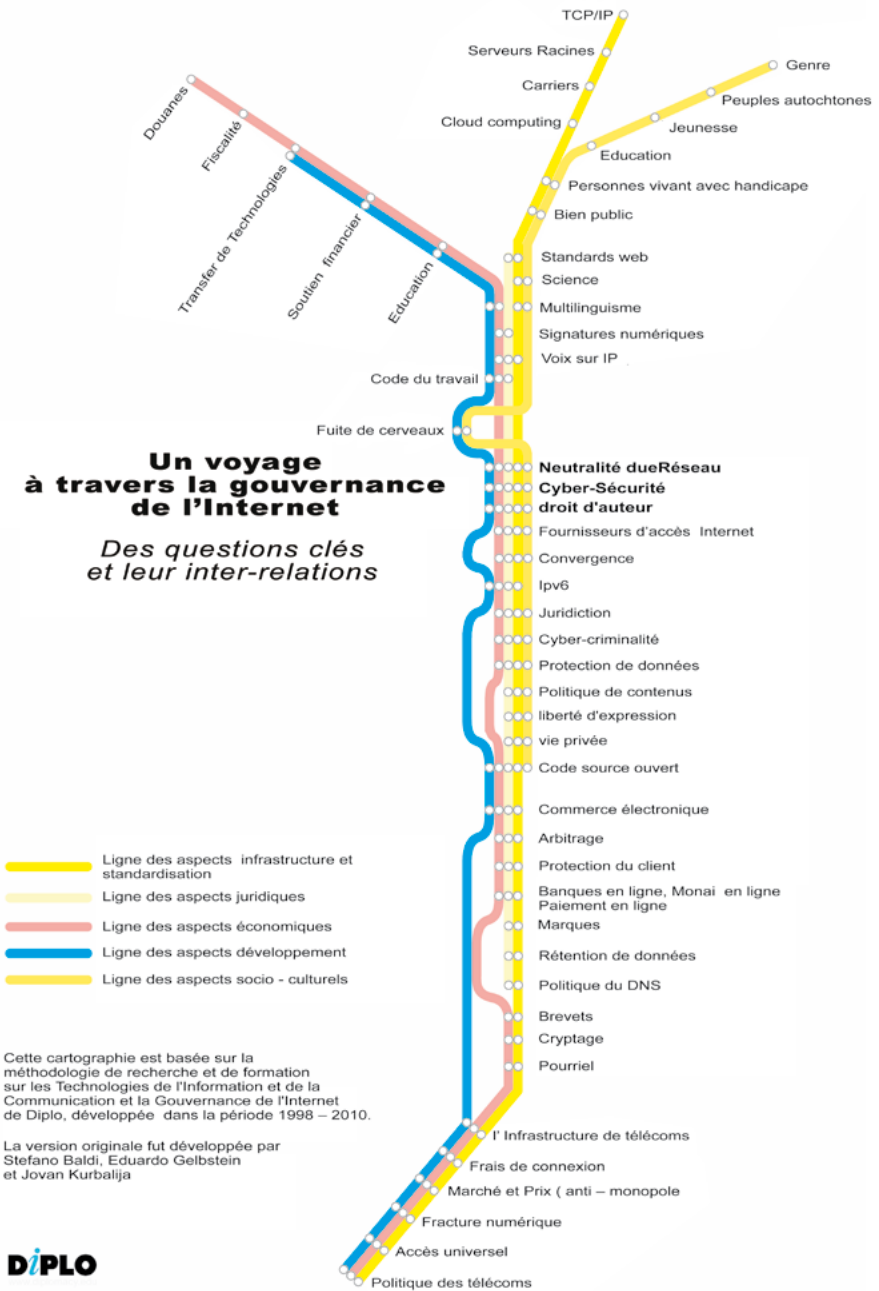 TCP/IP
Serveurs Racines
Carriers
Cloud computing
Genre
Peuples autochtones
Jeunesse
Education
Personnes vivant avec handicape
Bien public
Douanes
Fiscalité
Transfer de Technologies
Soutien financier
Education
Standards web
Science
Multilinguisme
Signatures numériques
Voix sur IP
Code du travail
Fuite de cerveaux
Un voyage
à travers la gouvernance
de l'Internet
Des questions clés
et leur inter-relations
Neutralité dueRéseau
Cyber-Sécurité
droit d'auteur
Fournisseurs d'accès Internet
Convergence
Ipv6
Juridiction
Cyber-criminalité
Protection de données
Politique de contenus
liberté d'expression
vie privée
Code source ouvert
Commerce électronique
Arbitrage
Protection du client
Banques en ligne, Monai en ligne
Paiement en ligne
Marques
Rétention de données
Politique du DNS
Brevets
Cryptage
Pourriel
l' Infrastructure de télécoms
Frais de connexion
Marché et Prix ( anti – monopole
Fracture numérique
Accès universel
Politique des télécoms
Ligne des aspects infrastructure et
standardisation
Ligne des aspects juridiques
Ligne des aspects économiques
Ligne des aspects développement
Ligne des aspects socio - culturels
Cette cartographie est basée sur la
méthodologie de recherche et de formation
sur les Technologies de l'Information et de la
Communication et la Gouvernance de l'Internet
de Diplo, développée dans la période 1998 – 2010.
La version originale fut développée par
Stefano Baldi, Eduardo Gelbstein
et Jovan Kurbalija
DiPLO